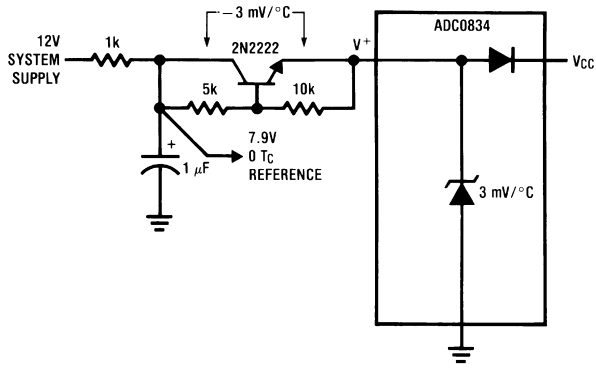 −3 mV/°C
ADC0834
12V
SYSTEM
SUPPLY
1k
2N2222
V+
VCC
5k
10k
+
1 μF
7.9V
0 TC
REFERENCE
3 mV/°C